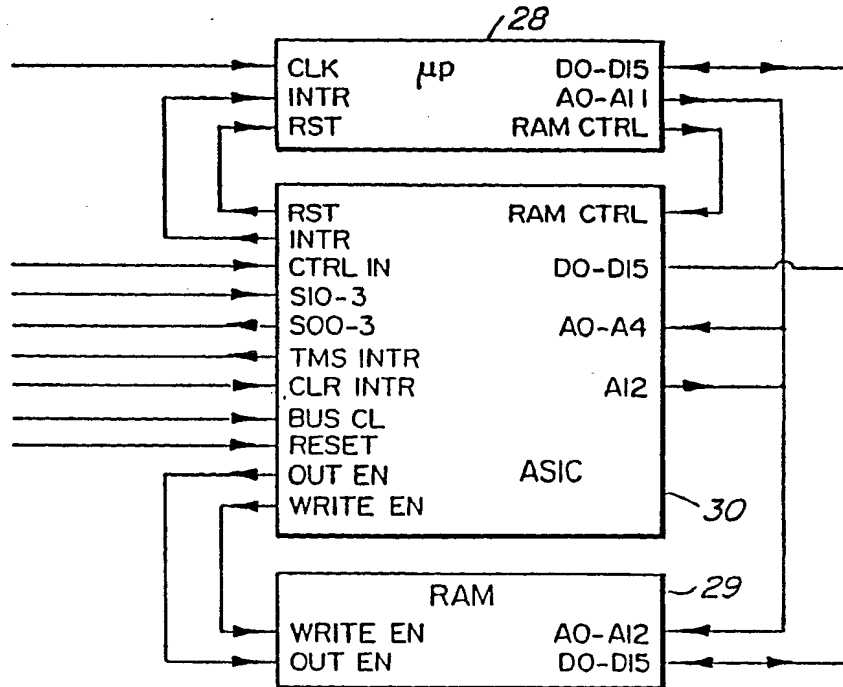 28
CLK μp D0-D15
INTR A0-A11
RST RAM CTRL
RST RAM CTRL
INTR
CTRL IN D0-D15
SI0-3
SO0-3 A0-A4
TMS INTR
CLR INTR A12
BUS CL
RESET
OUT EN ASIC
WRITE EN 30
RAM 29
WRITE EN A0-A12
OUT EN D0-D15